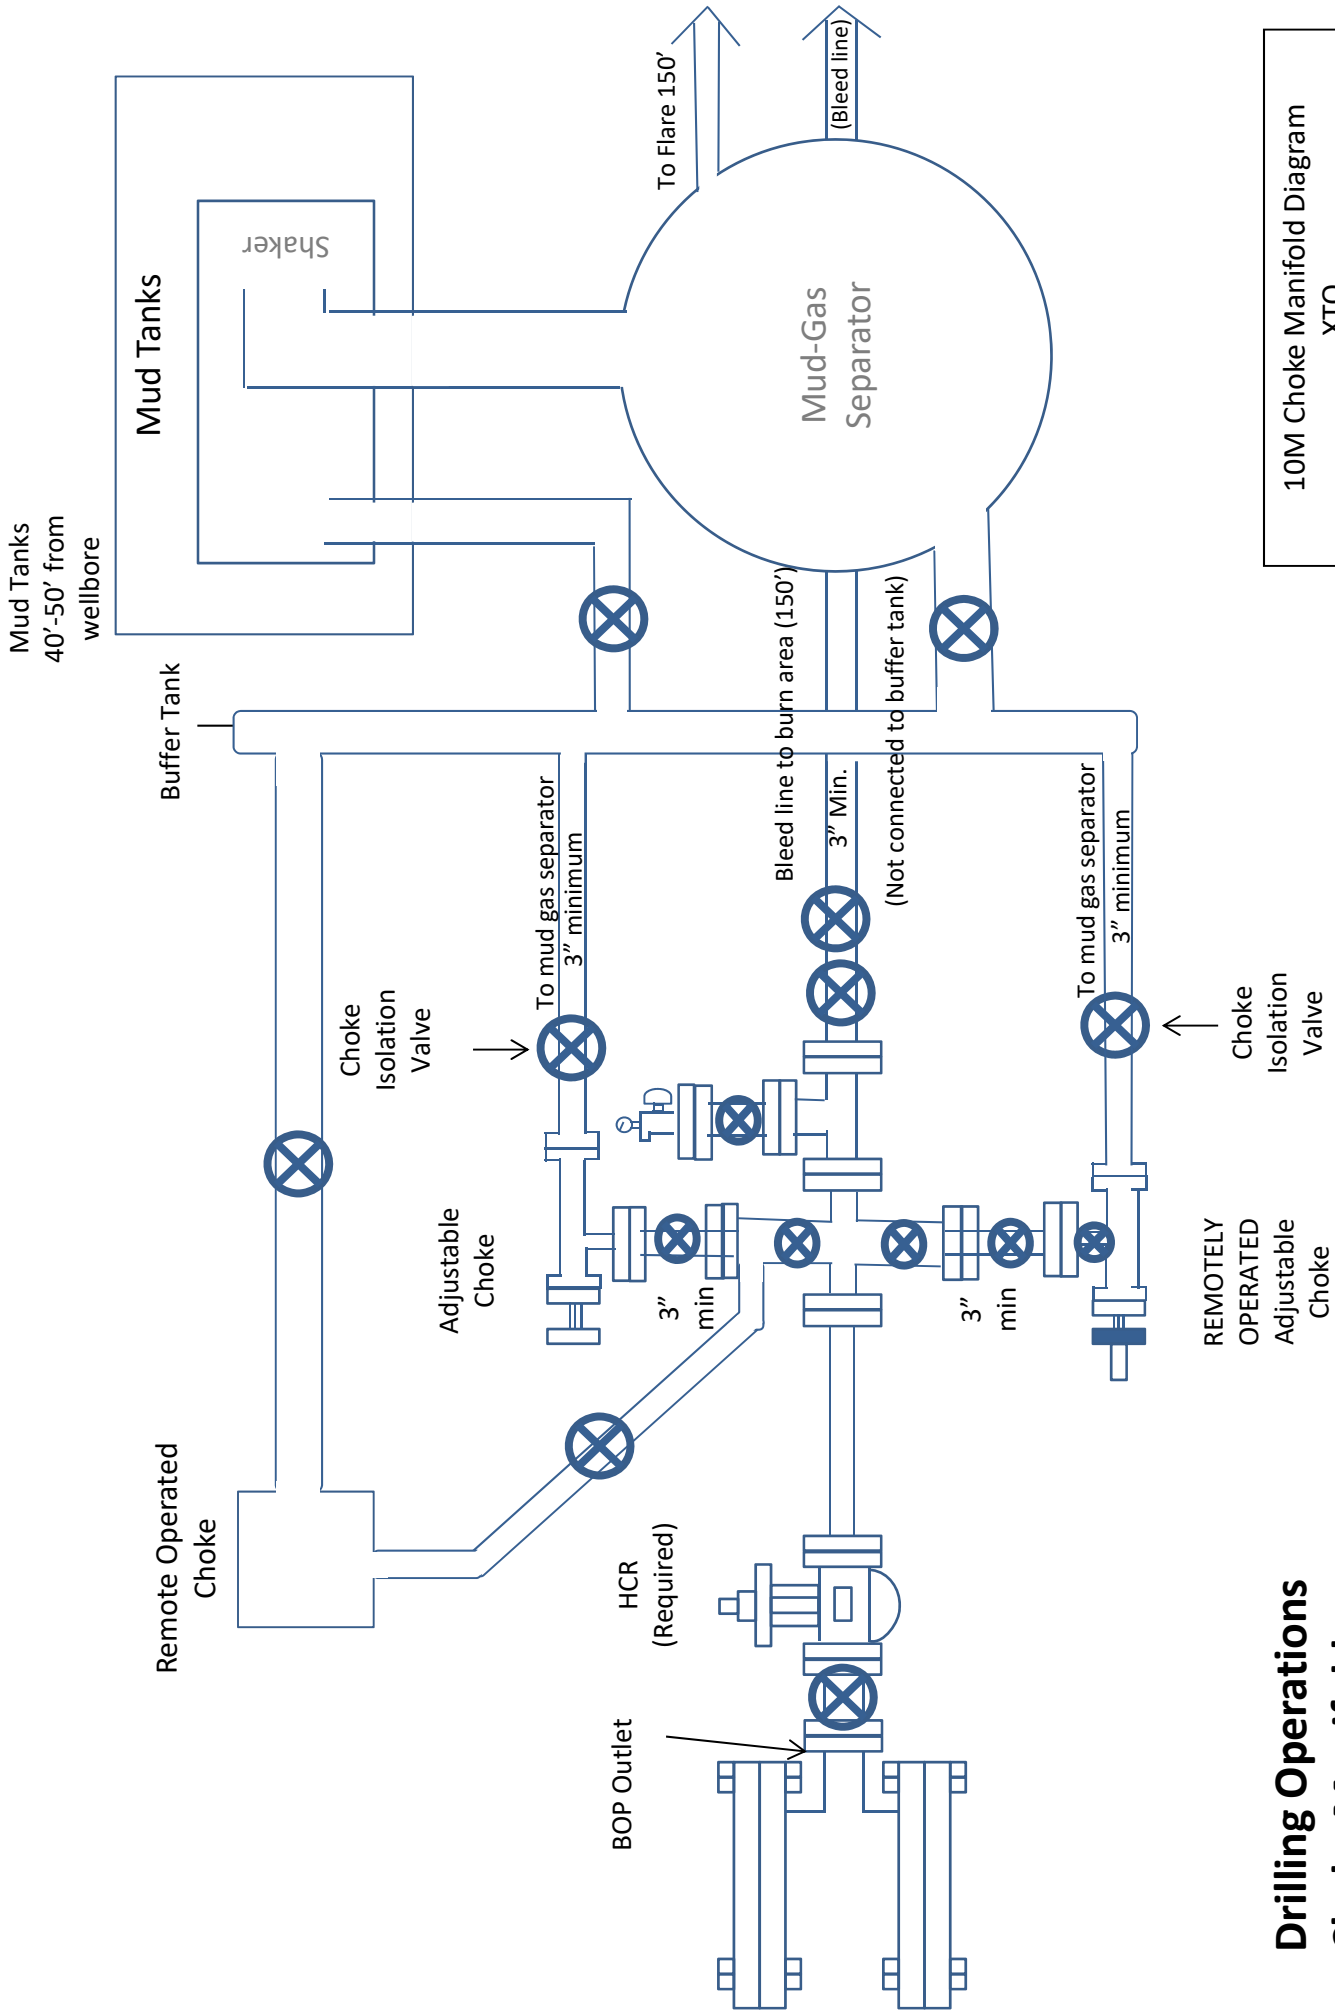 Mud Tanks
40’-50’ from
wellbore
Mud Tanks
Shaker
Buffer Tank
To Flare 150’
(Bleed line)
Mud-Gas
Separator
Bleed line to burn area (150’)
3” Min.
(Not connected to buffer tank)
To mud gas separator
3” minimum
To mud gas separator
3” minimum
Choke
Isolation
Valve
Choke
Isolation
Valve
Adjustable
Choke
3”
min
3”
min
REMOTELY
OPERATED
Adjustable
Choke
Remote Operated
Choke
HCR
(Required)
BOP Outlet
10M Choke Manifold Diagram
XTO
Drilling Operations